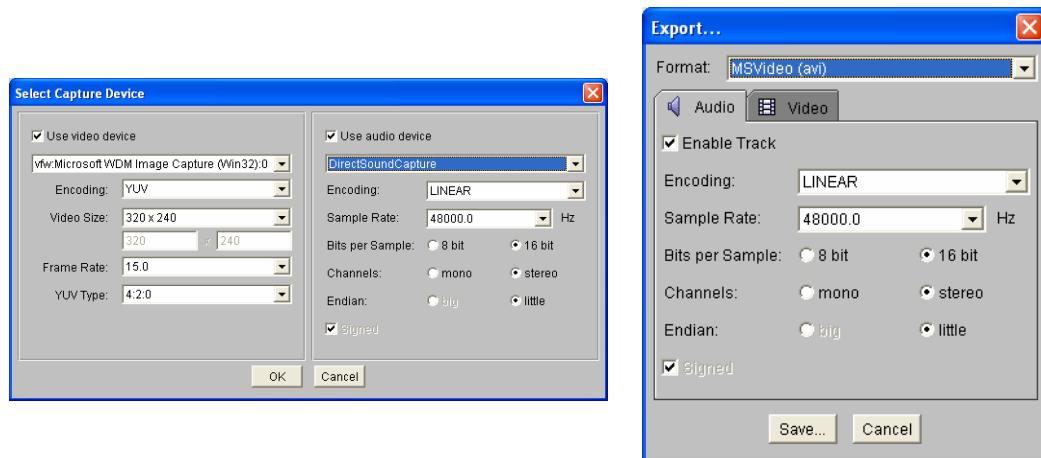 Select Capture Device
Use video device
vfw:Microsoft WDM Image Capture (Win32):0
Encoding: YUV
Video Size: 320 x 240
320 x 240
Frame Rate: 15.0
YUV Type: 4:2:0
Use audio device
DirectSoundCapture
Encoding: LINEAR
Sample Rate: 48000.0 Hz
Bits per Sample: 8 bit 16 bit
Channels: mono stereo
Endian: big little
Signed
OK Cancel
Export...
Format: MSVideo (avi)
Audio Video
Enable Track
Encoding: LINEAR
Sample Rate: 48000.0 Hz
Bits per Sample: 8 bit 16 bit
Channels: mono stereo
Endian: big little
Signed
Save... Cancel